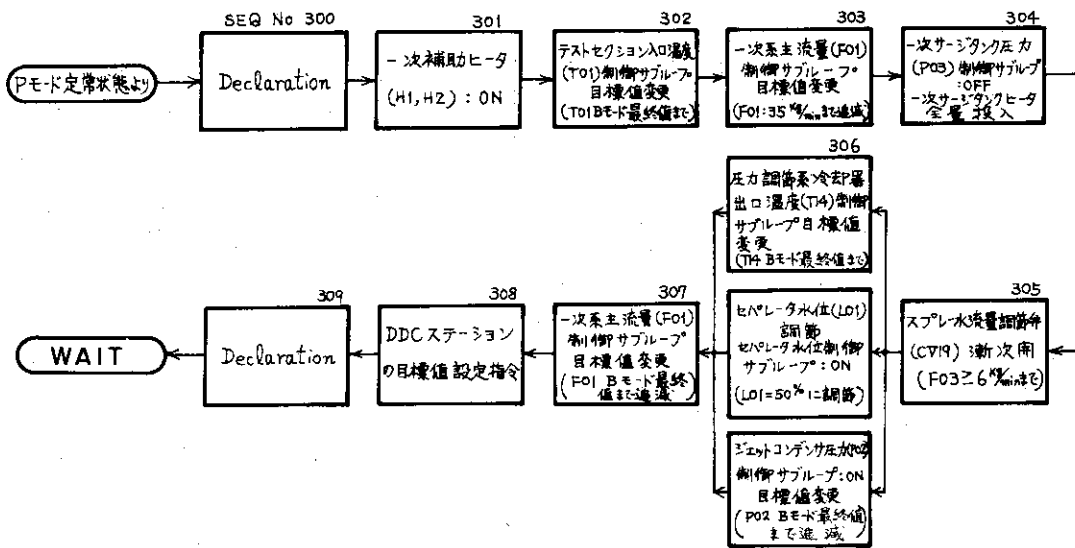 Pモード定常状態より
SEQ No 300
Declaration
301
一次補助ヒータ
(H1,H2):ON
302
テストセクション入口温度
(T01)制御サブループ
目標値変更
(T01Bモード最終値まで)
303
一次系主流量(F01)
制御サブループ
目標値変更
(F01:35 Kg/minまで逓減)
304
一次サージタンク圧力
(P03)制御サブループ
:OFF
一次サージタンクヒータ
全量投入
305
スプレー水流量調節弁
(CV19)漸次開
(F03≥6 Kg/minまで)
306
圧力調節系冷却器
出口温度(T14)制御
サブループ目標値
変更
(T14 Bモード最終値まで)
セパレータ水位(L01)
調節
セパレータ水位制御
サブループ:ON
(L01=50%に調節)
ジェットコンデンサ圧力(P02)
制御サブループ:ON
目標値変更
(P02 Bモード最終値
まで逓減)
307
一次系主流量(F01)
制御サブループ
目標値変更
(F01 Bモード最終
値まで逓減)
308
DDCステーション
の目標値設定指令
309
Declaration
WAIT